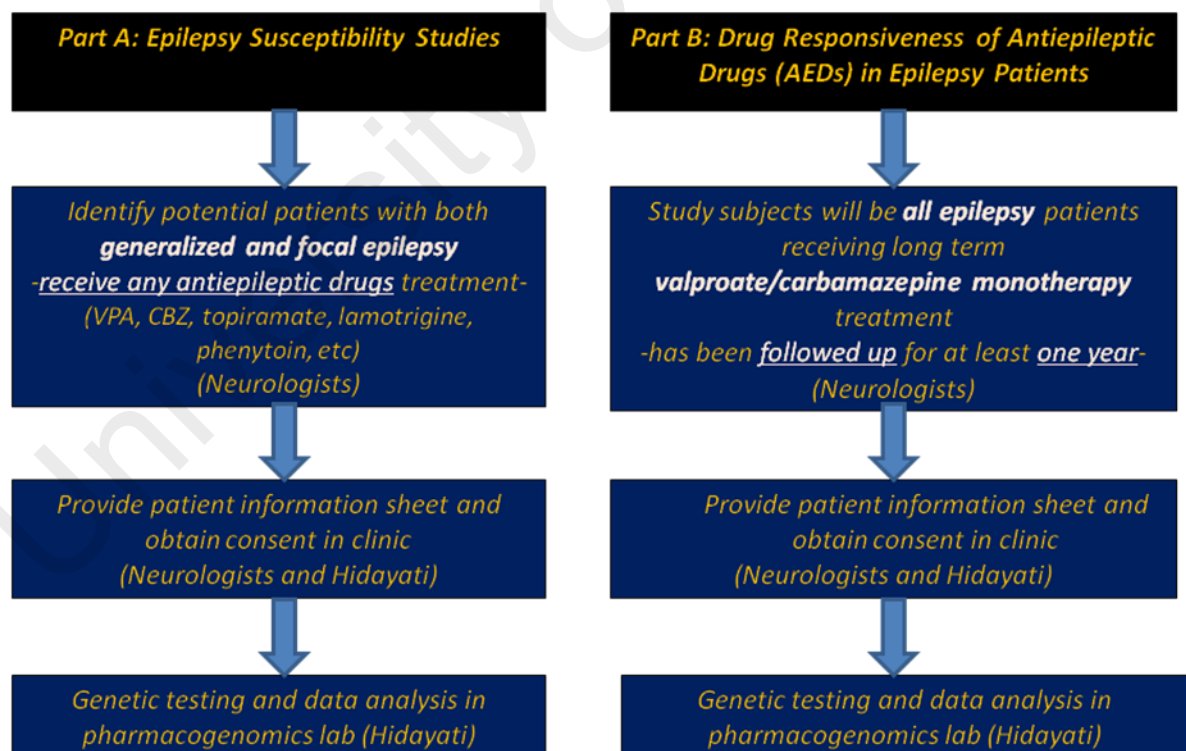 Part A: Epilepsy Susceptibility Studies
Identify potential patients with both
generalized and focal epilepsy
-receive any antiepileptic drugs treatment-
(VPA, CBZ, topiramate, lamotrigine,
phenytoin, etc)
(Neurologists)
Provide patient information sheet and
obtain consent in clinic
(Neurologists and Hidayati)
Genetic testing and data analysis in
pharmacogenomics lab (Hidayati)
Part B: Drug Responsiveness of Antiepileptic
Drugs (AEDs) in Epilepsy Patients
Study subjects will be all epilepsy patients
receiving long term
valproate/carbamazepine monotherapy
treatment
-has been followed up for at least one year-
(Neurologists)
Provide patient information sheet and
obtain consent in clinic
(Neurologists and Hidayati)
Genetic testing and data analysis in
pharmacogenomics lab (Hidayati)
University o